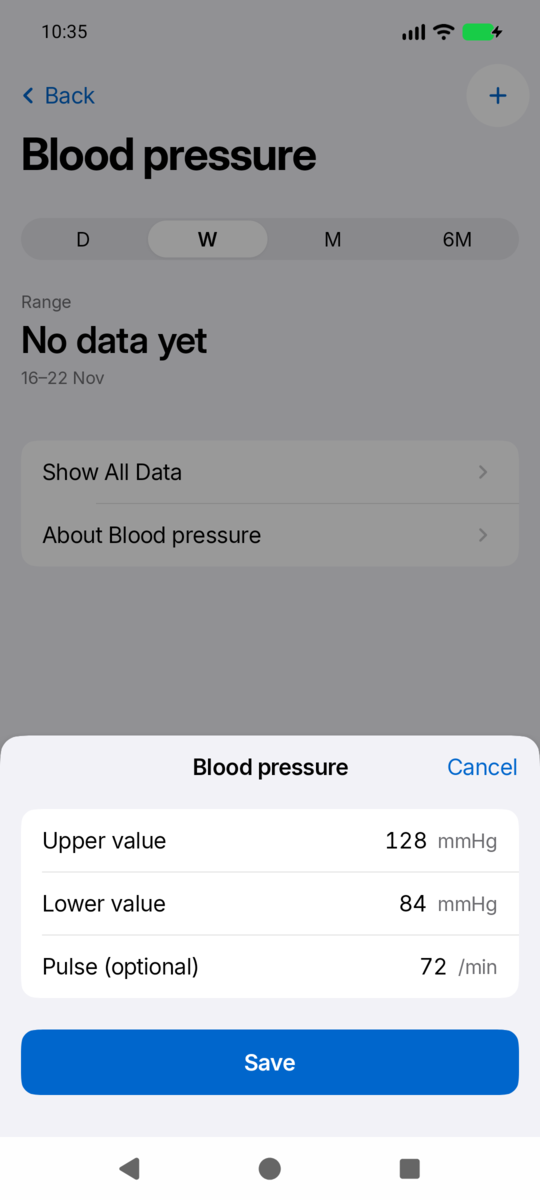 10:35
Back
Blood pressure
D W M 6M
Range
No data yet
16–22 Nov
Show All Data
About Blood pressure
Blood pressure Cancel
Upper value 128 mmHg
Lower value 84 mmHg
Pulse (optional) 72 /min
Save